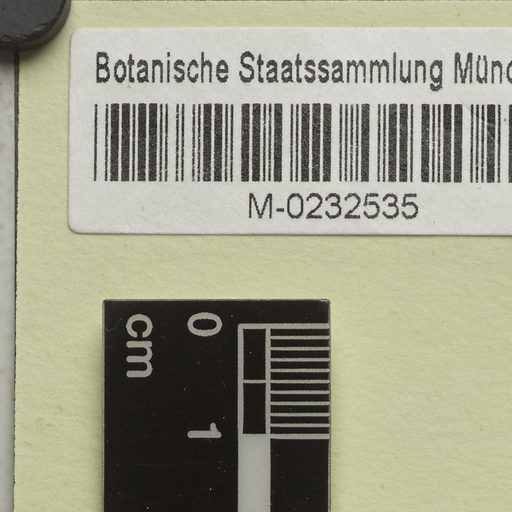 Botanische Staatssammlung Münc
M-0232535
cm 0 1